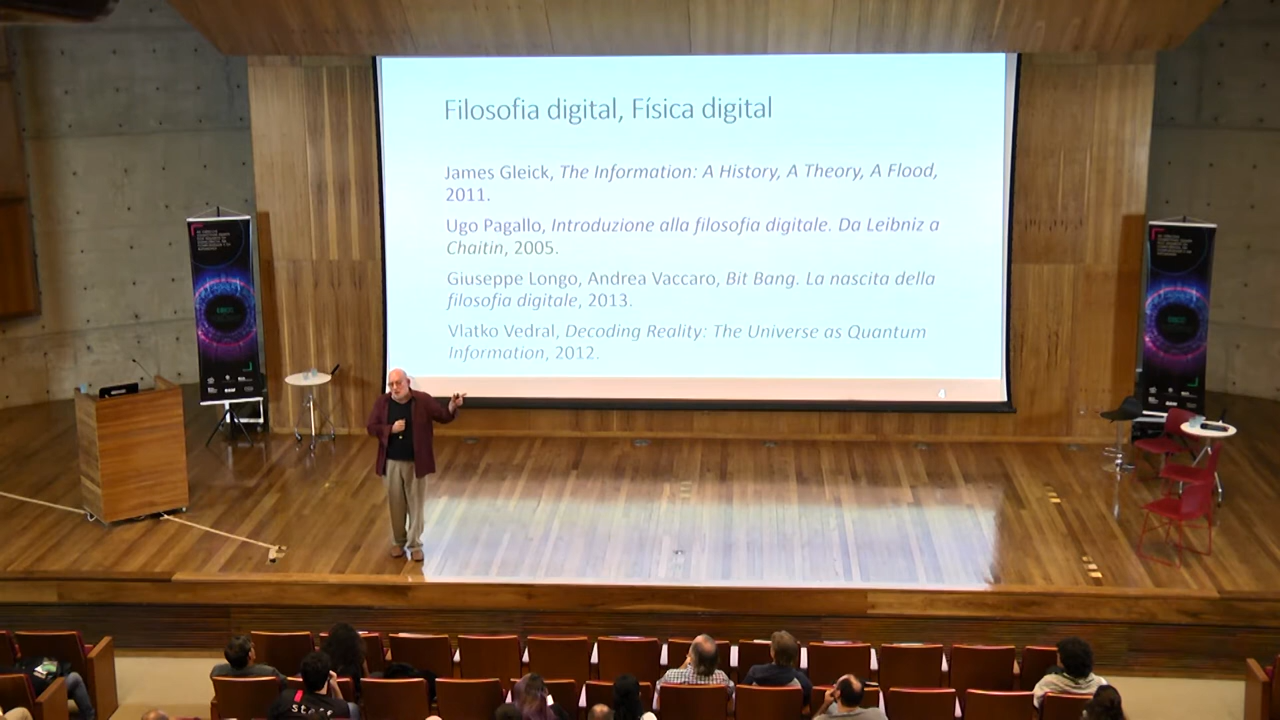 Filosofia digital, Física digital
James Gleick, The Information: A History, A Theory, A Flood,
2011.
Ugo Pagallo, Introduzione alla filosofia digitale. Da Leibniz a
Chaitin, 2005.
Giuseppe Longo, Andrea Vaccaro, Bit Bang. La nascita della
filosofia digitale, 2013.
Vlatko Vedral, Decoding Reality: The Universe as Quantum
Information, 2012.
4